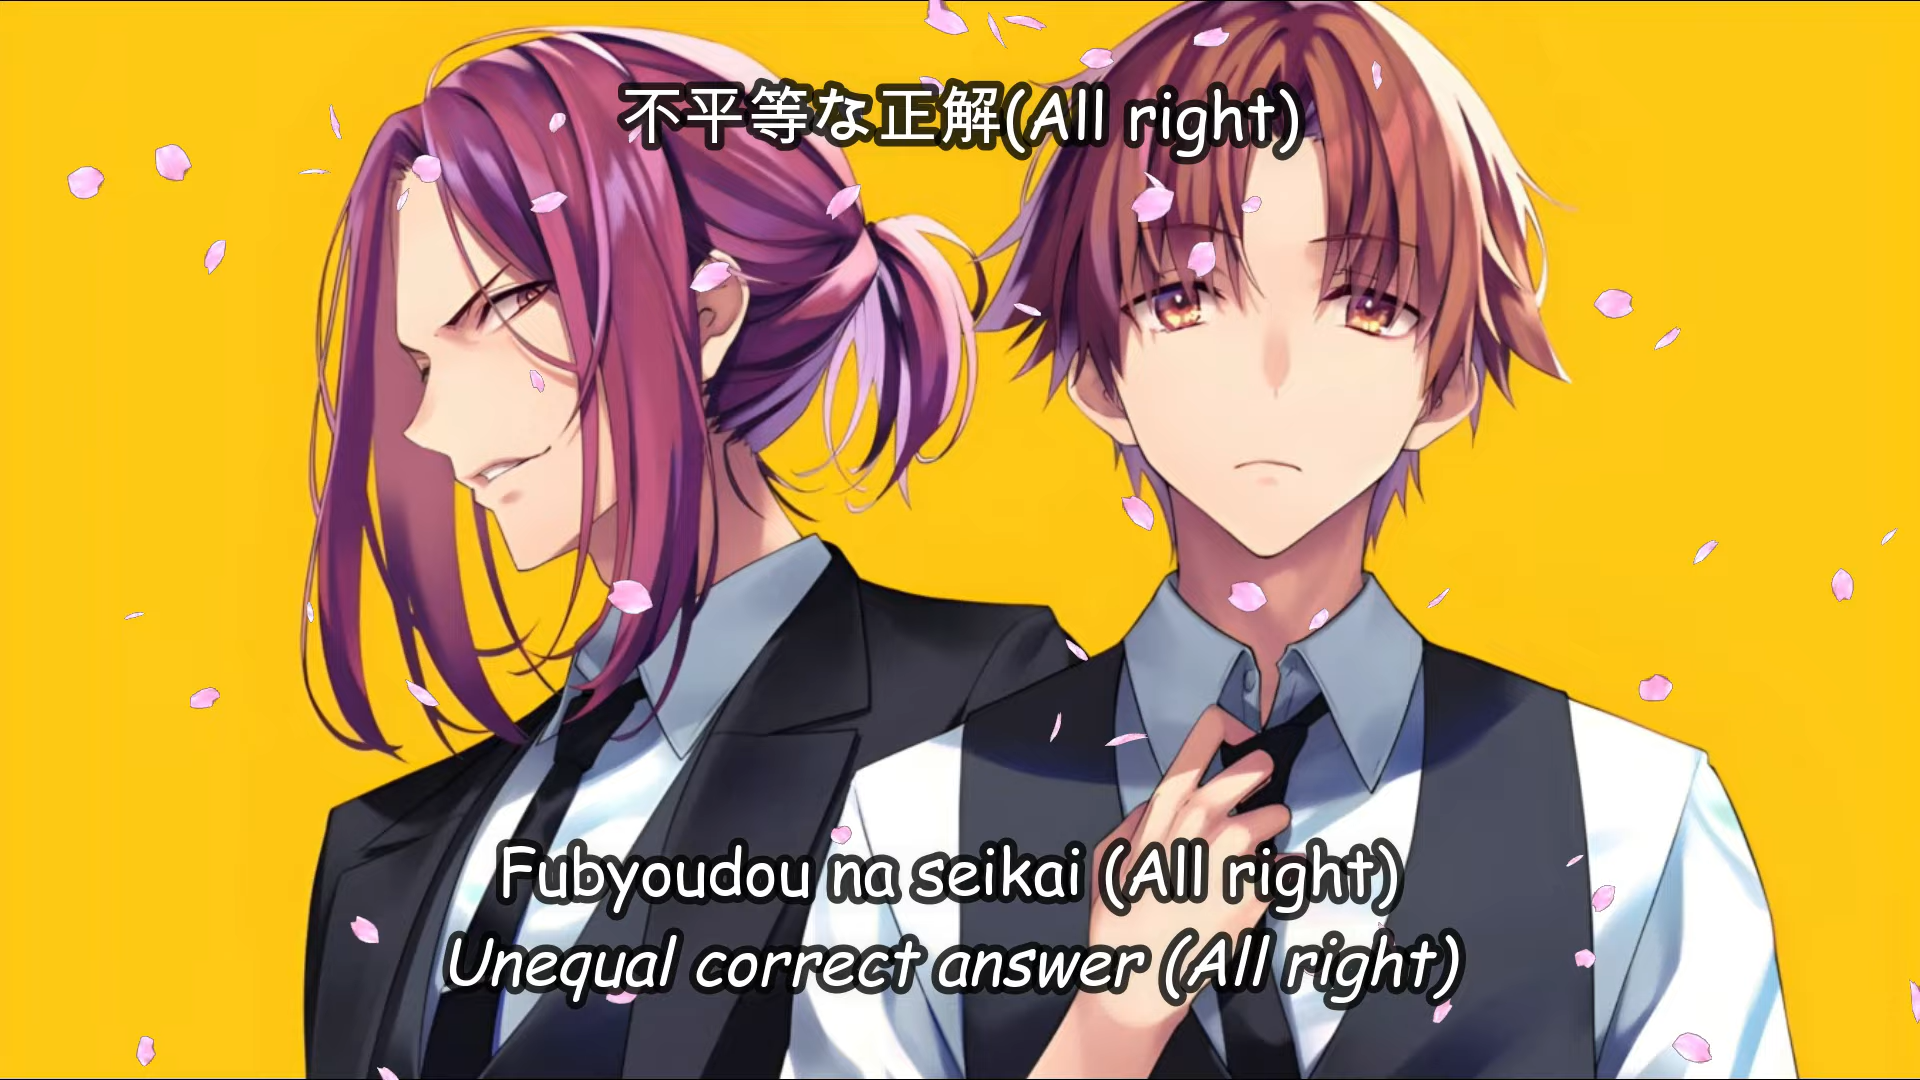 不平等な正解(All right)
Fubyoudou na seikai (All right)
Unequal correct answer (All right)